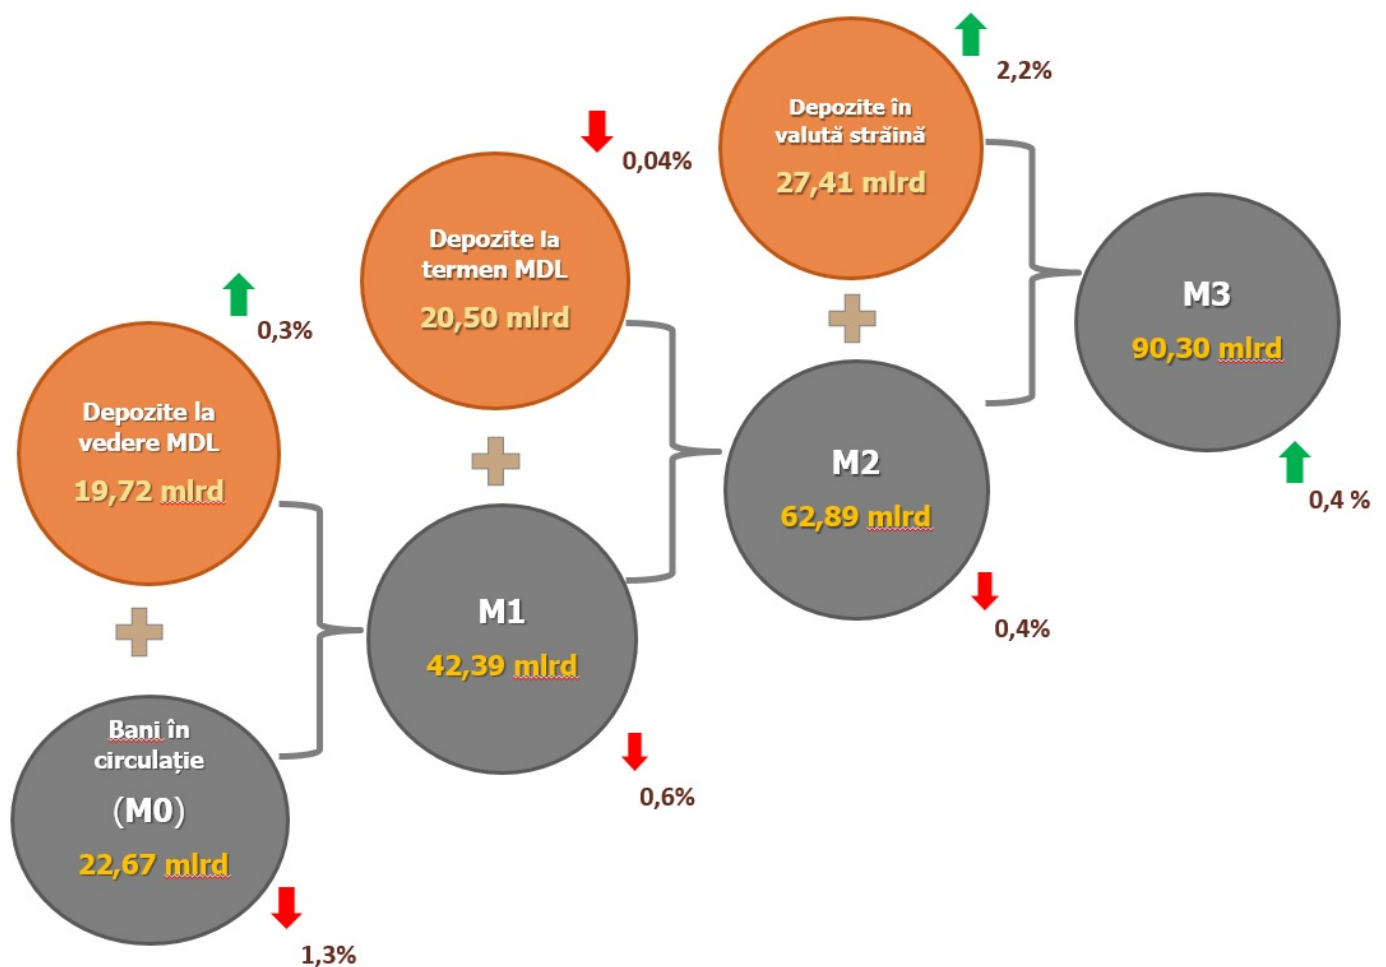 2,2%
Depozite în
valută străină
27,41 mlrd
0,04%
Depozite la
termen MDL
20,50 mlrd
M3
90,30 mlrd
0,3%
Depozite la
vedere MDL
19,72 mlrd
M2
62,89 mlrd
0,4 %
M1
42,39 mlrd
0,4%
Bani în
circulație
(M0)
22,67 mlrd
0,6%
1,3%